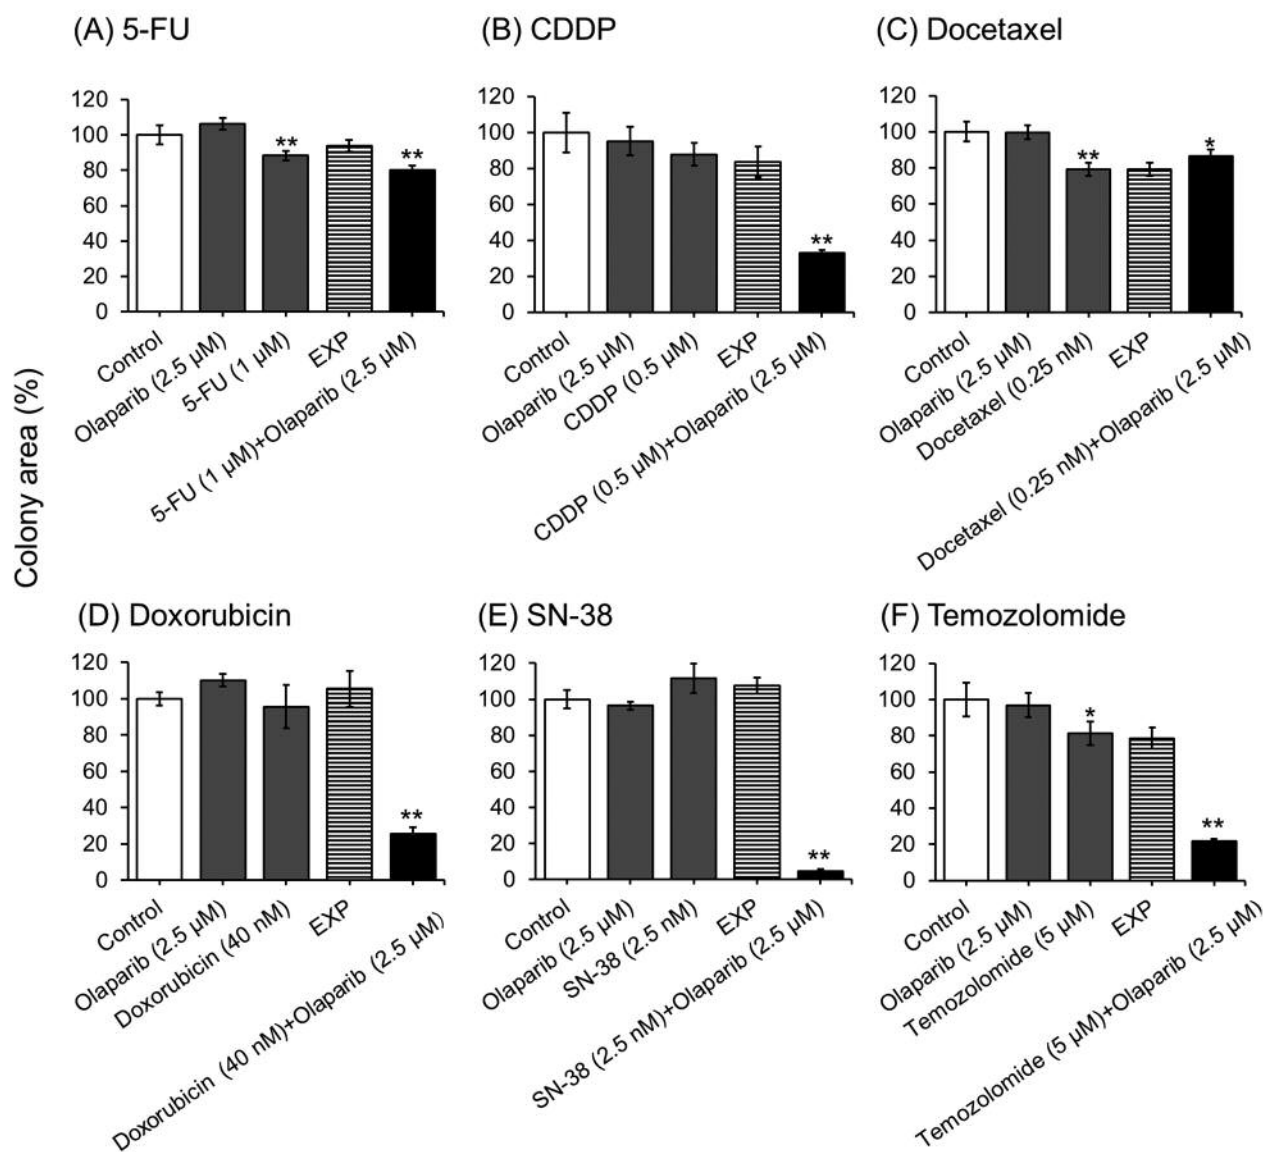 (A) 5-FU
120
100
80
60
40
20
0
**
**
Control
Olaparib (2.5 µM)
5-FU (1 µM)
EXP
5-FU (1 µM)+Olaparib (2.5 µM)
(B) CDDP
120
100
80
60
40
20
0
**
Control
Olaparib (2.5 µM)
CDDP (0.5 µM)
EXP
CDDP (0.5 µM)+Olaparib (2.5 µM)
(C) Docetaxel
120
100
80
60
40
20
0
**
*
Control
Olaparib (2.5 µM)
Docetaxel (0.25 nM)
EXP
Docetaxel (0.25 nM)+Olaparib (2.5 µM)
Colony area (%)
(D) Doxorubicin
120
100
80
60
40
20
0
**
Control
Olaparib (2.5 µM)
Doxorubicin (40 nM)
EXP
Doxorubicin (40 nM)+Olaparib (2.5 µM)
(E) SN-38
120
100
80
60
40
20
0
**
Control
Olaparib (2.5 µM)
SN-38 (2.5 nM)
EXP
SN-38 (2.5 nM)+Olaparib (2.5 µM)
(F) Temozolomide
120
100
80
60
40
20
0
*
**
Control
Olaparib (2.5 µM)
Temozolomide (5 µM)
EXP
Temozolomide (5 µM)+Olaparib (2.5 µM)